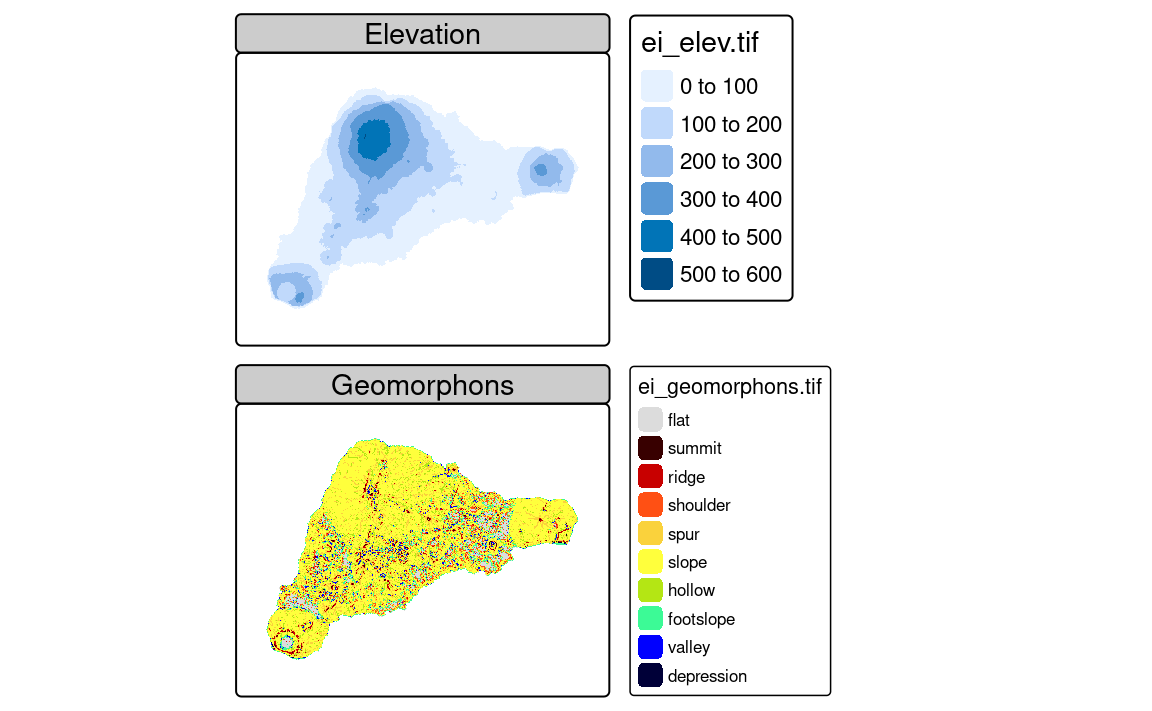 Elevation
ei_elev.tif
0 to 100
100 to 200
200 to 300
300 to 400
400 to 500
500 to 600
Geomorphons
ei_geomorphons.tif
flat
summit
ridge
shoulder
spur
slope
hollow
footslope
valley
depression